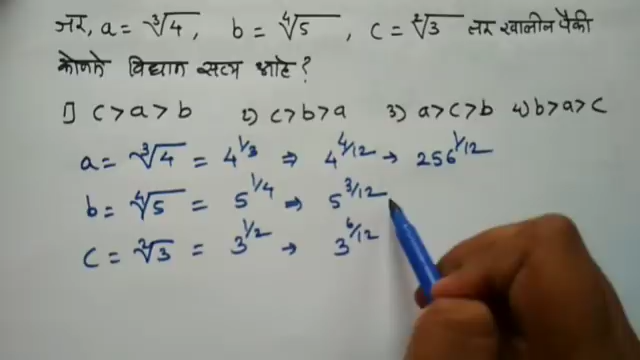 जर, a = ∛4, b = ∜5, c = ²√3 तर खालील पैकी
कोणते विधान सत्य आहे?
1) c > a > b 2) c > b > a 3) a > c > b 4) b > a > c
a = ∛4 = 4^1/3 ⇒ 4^4/12 → 256^1/12
b = ∜5 = 5^1/4 ⇒ 5^3/12
c = ²√3 = 3^1/2 → 3^6/12